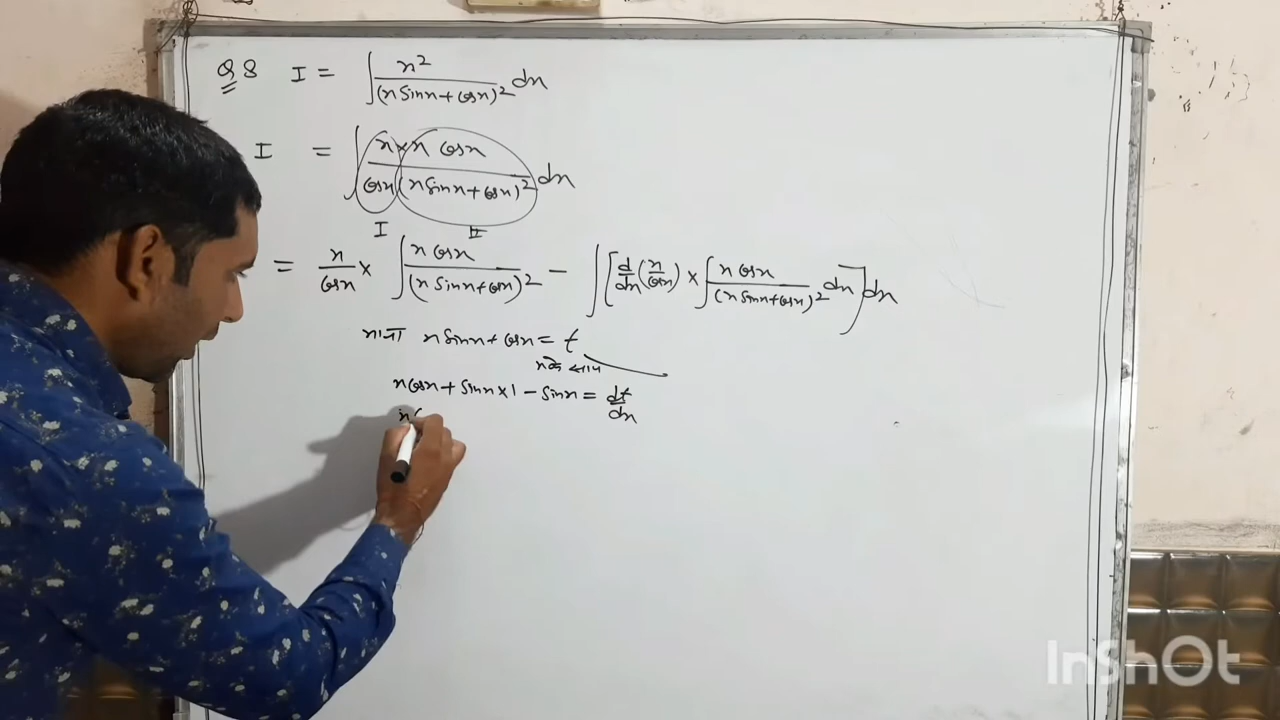 Q 8 I = ∫ x² / (x sinx + cosx)² dx
I = ∫ x × x cosx / cosx (x sinx + cosx)² dx
I II
= x/cosx × ∫ x cosx / (x sinx + cosx)² − ∫ [ d/dx (x/cosx) × ∫ x cosx / (x sinx + cosx)² dx ] dx
माना x sinx + cosx = t
x के साथ
x cosx + sinx × 1 − sinx = dt/dx
x
InShOt